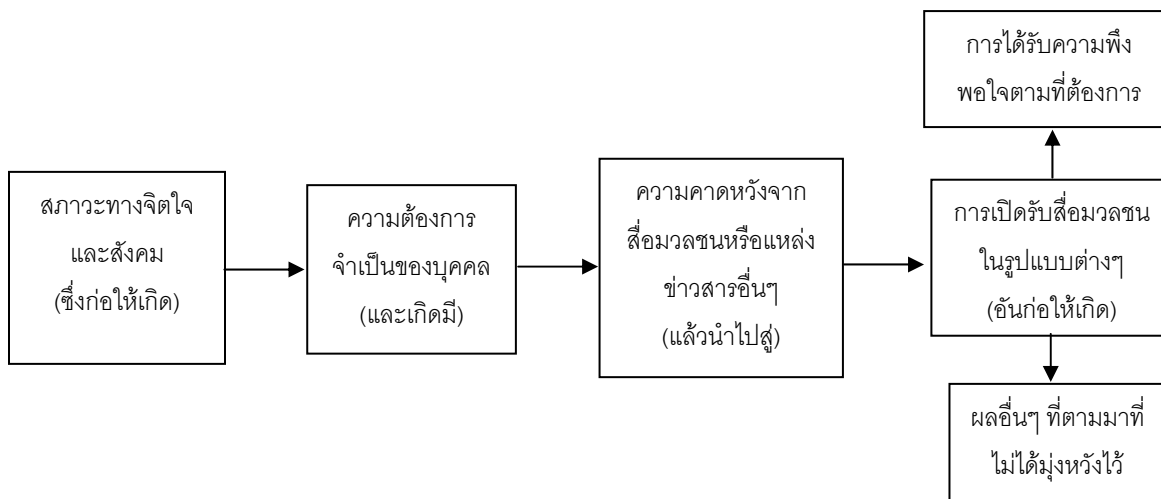 สภาวะทางจิตใจ
และสังคม
(ซึ่งก่อให้เกิด)
ความต้องการ
จำเป็นของบุคคล
(และเกิดมี)
ความคาดหวังจาก
สื่อมวลชนหรือแหล่ง
ข่าวสารอื่นๆ
(แล้วนำไปสู่)
การเปิดรับสื่อมวลชน
ในรูปแบบต่างๆ
(อันก่อให้เกิด)
การได้รับความพึง
พอใจตามที่ต้องการ
ผลอื่นๆ ที่ตามมาที่
ไม่ได้มุ่งหวังไว้